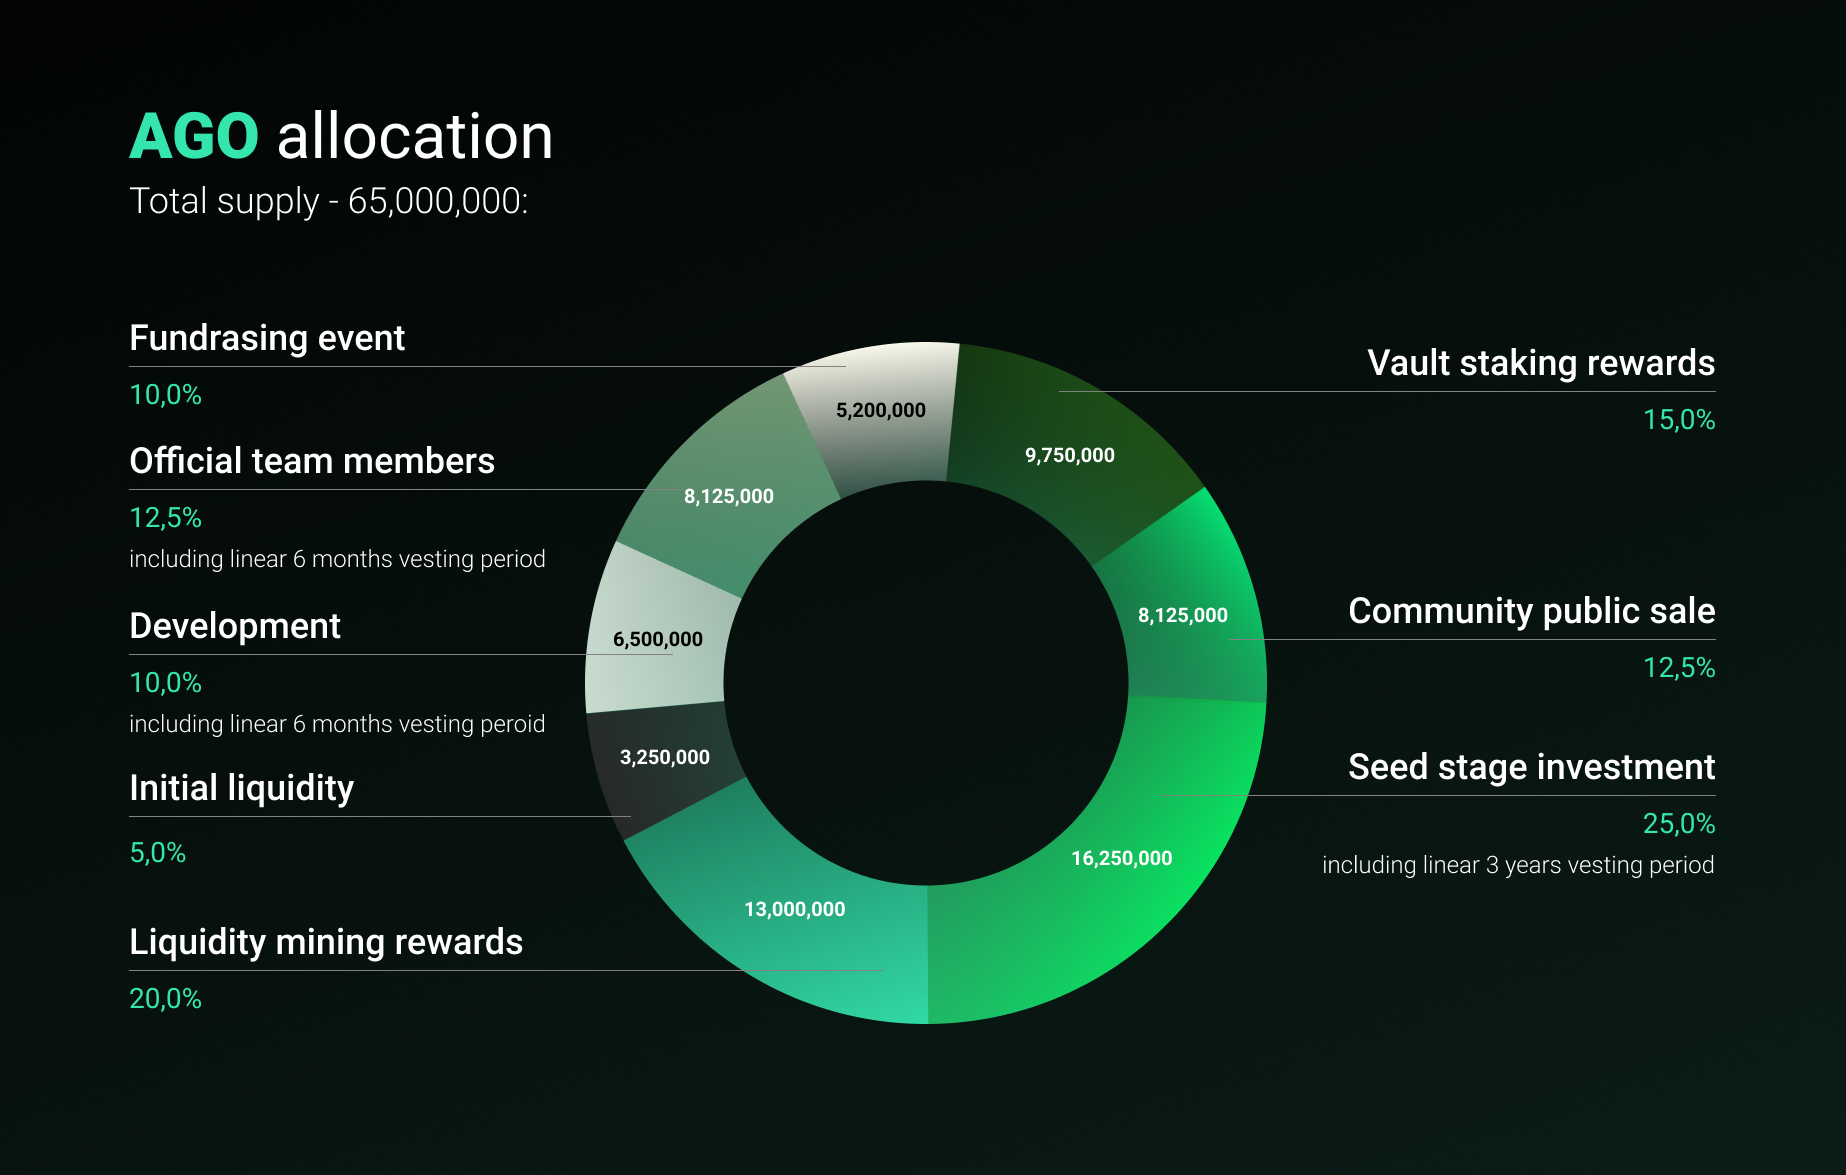 AGO allocation
Total supply - 65,000,000:
Fundrasing event
10,0%
Official team members
12,5%
including linear 6 months vesting period
Development
10,0%
including linear 6 months vesting peroid
Initial liquidity
5,0%
Liquidity mining rewards
20,0%
5,200,000
9,750,000
8,125,000
8,125,000
6,500,000
3,250,000
16,250,000
13,000,000
Vault staking rewards
15,0%
Community public sale
12,5%
Seed stage investment
25,0%
including linear 3 years vesting period